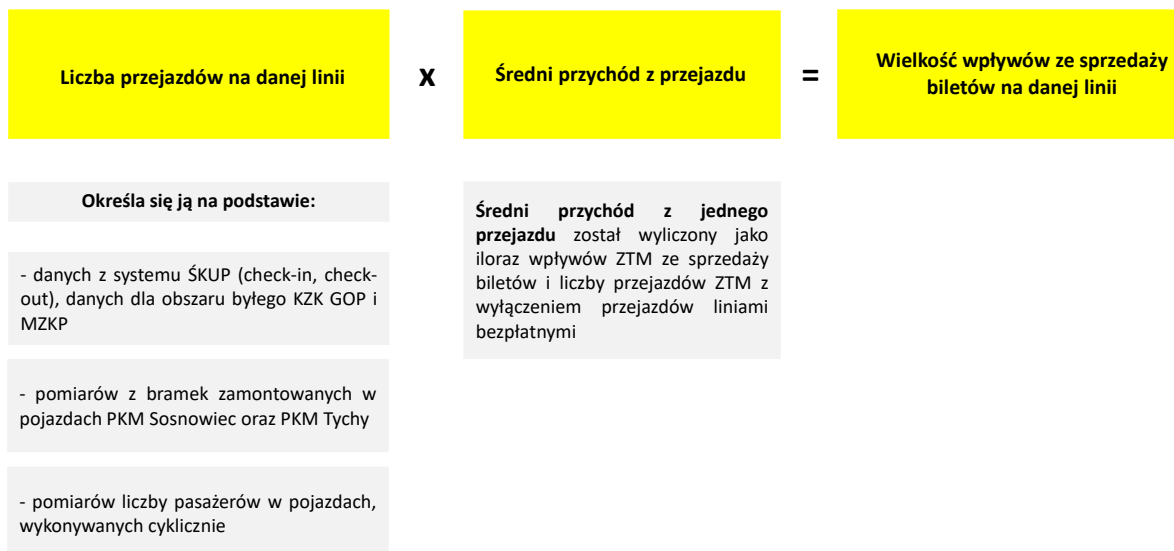 Liczba przejazdów na danej linii
x
Średni przychód z przejazdu
=
Wielkość wpływów ze sprzedaży
biletów na danej linii
Określa się ją na podstawie:
- danych z systemu ŚKUP (check-in, check-
out), danych dla obszaru byłego KZK GOP i
MZKP
- pomiarów z bramek zamontowanych w
pojazdach PKM Sosnowiec oraz PKM Tychy
- pomiarów liczby pasażerów w pojazdach,
wykonywanych cyklicznie
Średni przychód z jednego
przejazdu został wyliczony jako
iloraz wpływów ZTM ze sprzedaży
biletów i liczby przejazdów ZTM z
wyłączeniem przejazdów liniami
bezpłatnymi